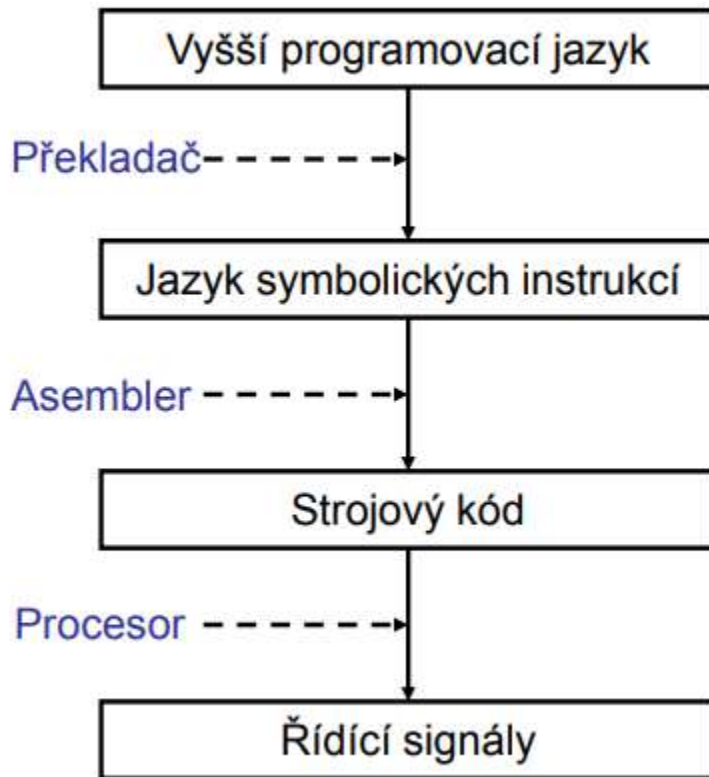 Vyšší programovací jazyk
Překladač
Jazyk symbolických instrukcí
Asembler
Strojový kód
Procesor
Řídící signály